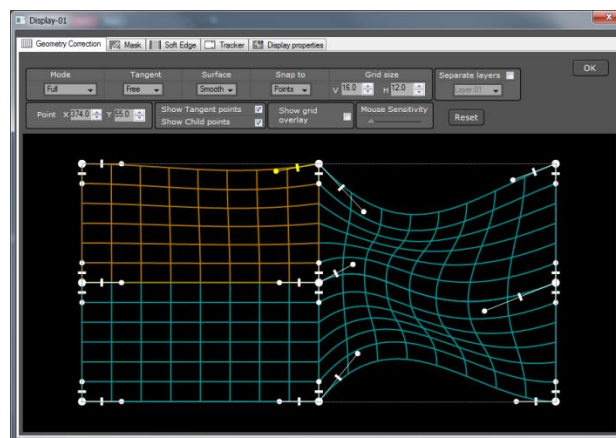 Display-01
Geometry Correction Mask Soft Edge Tracker Display properties
Mode Tangent Surface Snap to Grid size Separate layers OK
Full Free Smooth Points V 16.0 H 12.0 Layer:01
Point X 374.0 Y 55.0 Show Tangent points Show grid Mouse Sensitivity Reset
Show Child points overlay